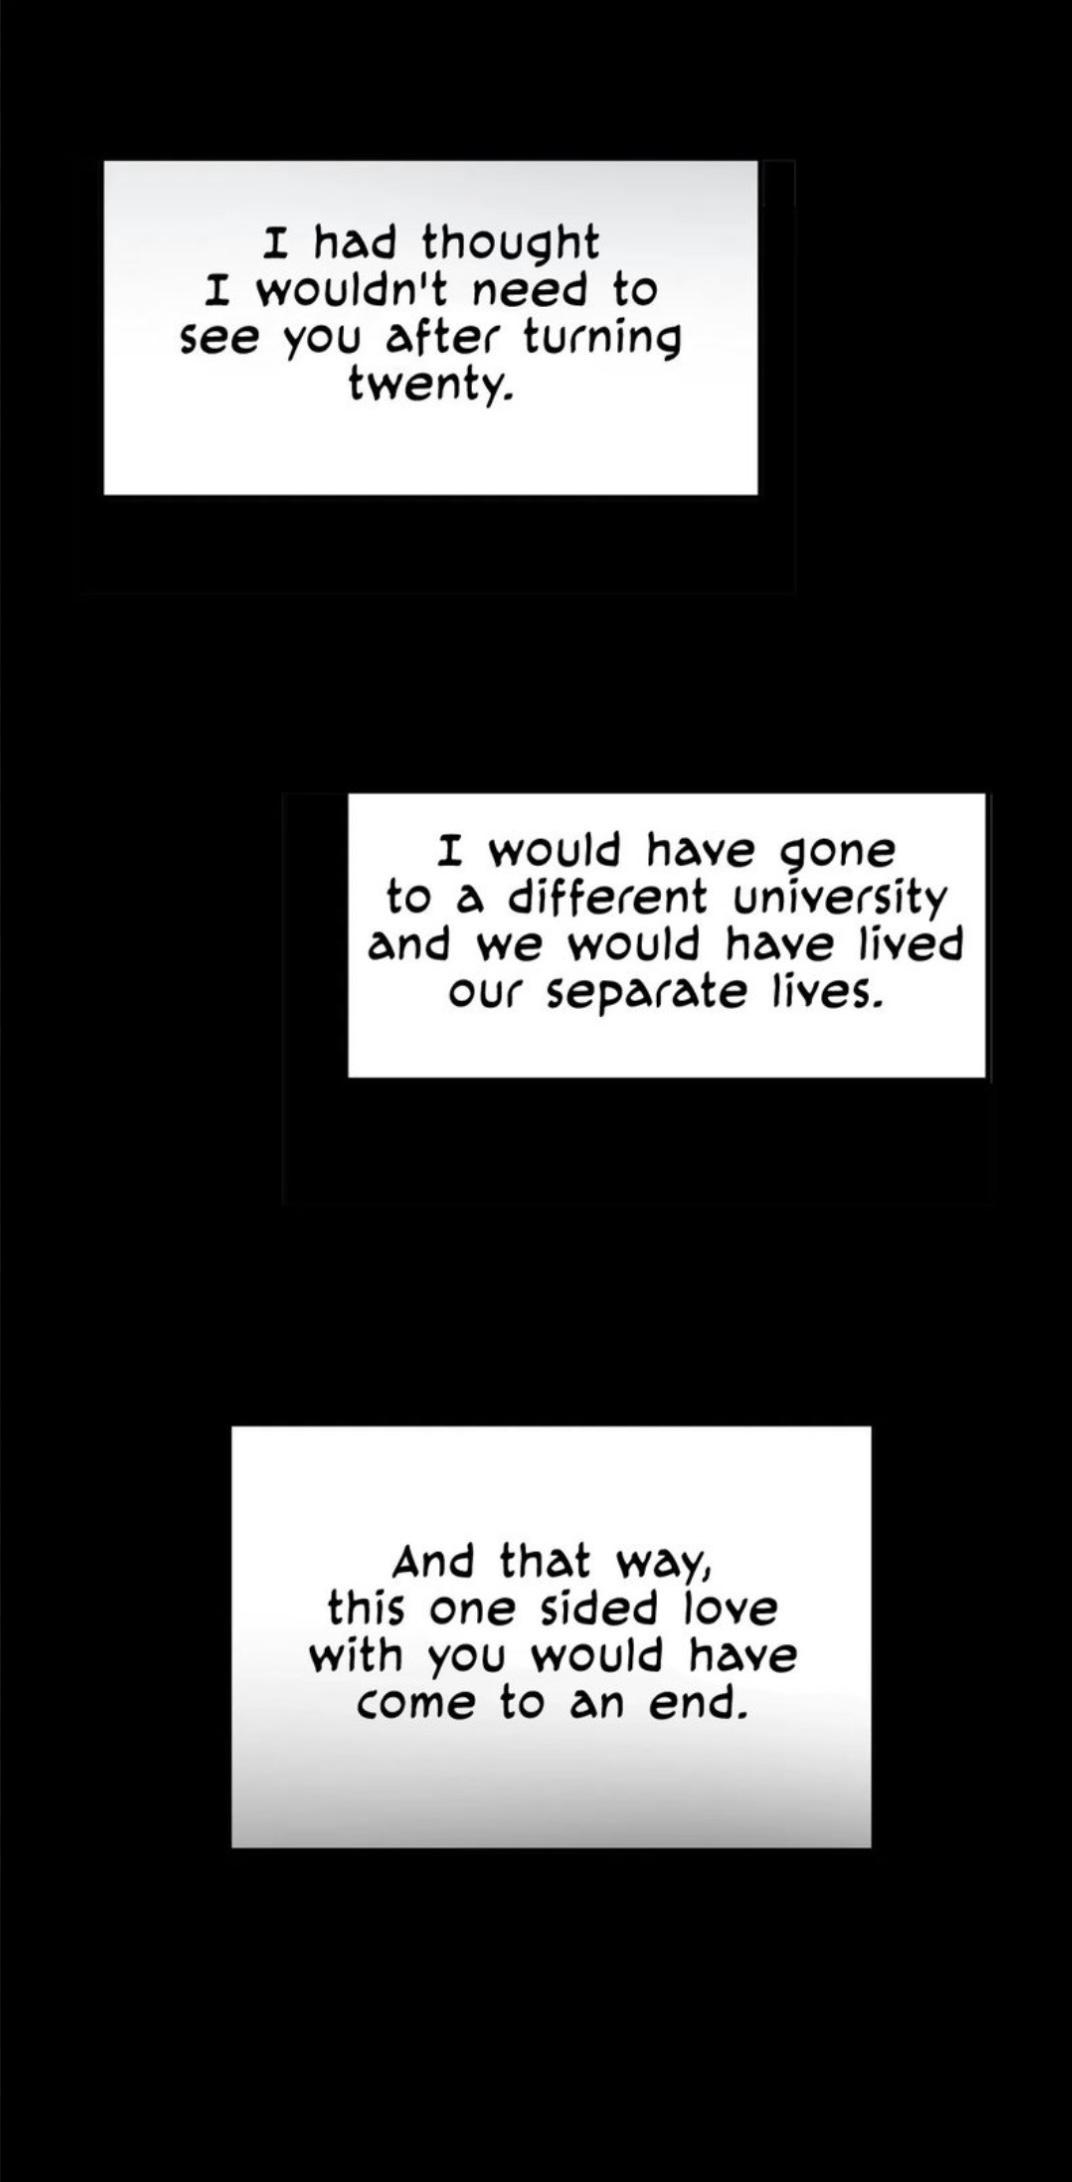 I had thought
I wouldn't need to
see you after turning
twenty.
I would have gone
to a different university
and we would have lived
our separate lives.
And that way,
this one sided love
with you would have
come to an end.